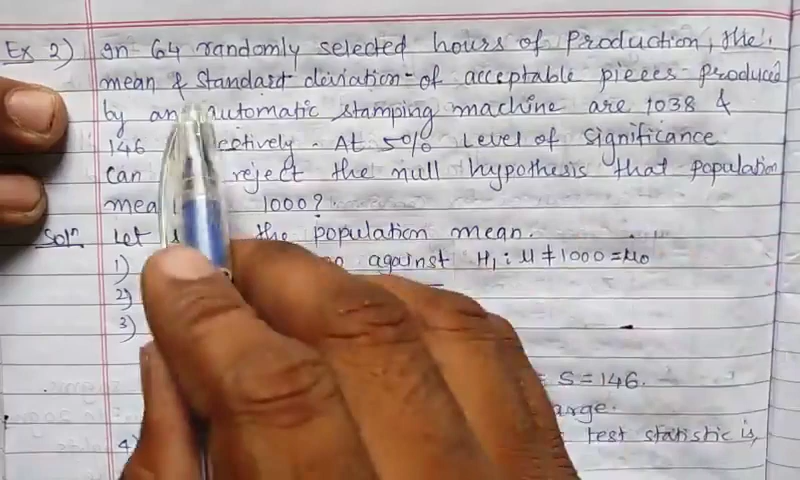 Ex 2) In 64 randomly selected hours of Production, the
mean & standard deviation of acceptable pieces produced
by an automatic stamping machine are 1038 &
146 ectively. At 5% Level of significance
can reject the null hypothesis that population
mea 1000?
Soln Let the population mean.
1) against H1 : μ ≠ 1000 = μ0
2)
3)
S = 146.
arge.
4) test statistic is,